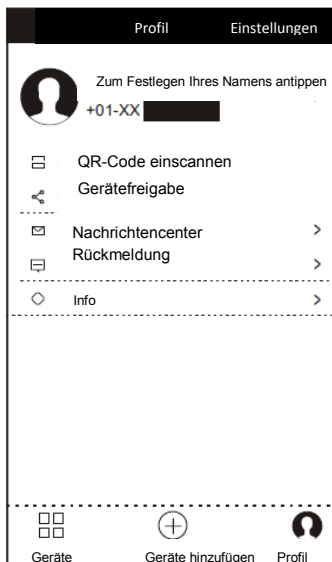 Profil Einstellungen
Zum Festlegen Ihres Namens antippen
+01-XX
QR-Code einscannen
Gerätefreigabe
Nachrichtencenter
Rückmeldung
Info
Geräte Geräte hinzufügen Profil